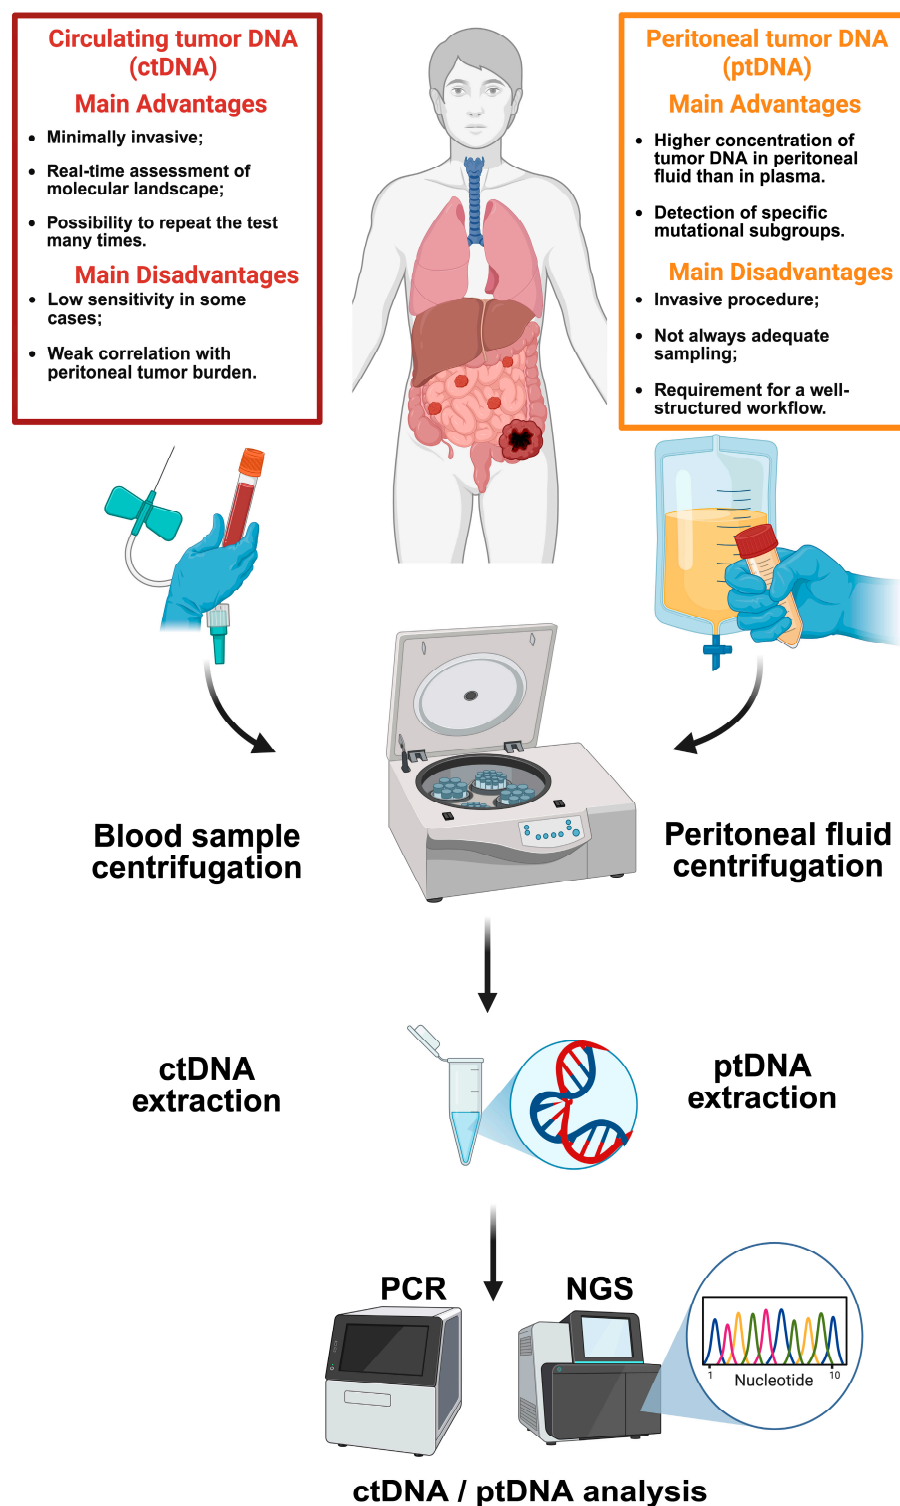 Circulating tumor DNA
(ctDNA)
Main Advantages
• Minimally invasive;
• Real-time assessment of
molecular landscape;
• Possibility to repeat the test
many times.
Main Disadvantages
• Low sensitivity in some
cases;
• Weak correlation with
peritoneal tumor burden.
Peritoneal tumor DNA
(ptDNA)
Main Advantages
• Higher concentration of
tumor DNA in peritoneal
fluid than in plasma.
• Detection of specific
mutational subgroups.
Main Disadvantages
• Invasive procedure;
• Not always adequate
sampling;
• Requirement for a well-
structured workflow.
Blood sample
centrifugation
Peritoneal fluid
centrifugation
ctDNA
extraction
ptDNA
extraction
PCR
NGS
1
10
Nucleotide
ctDNA / ptDNA analysis